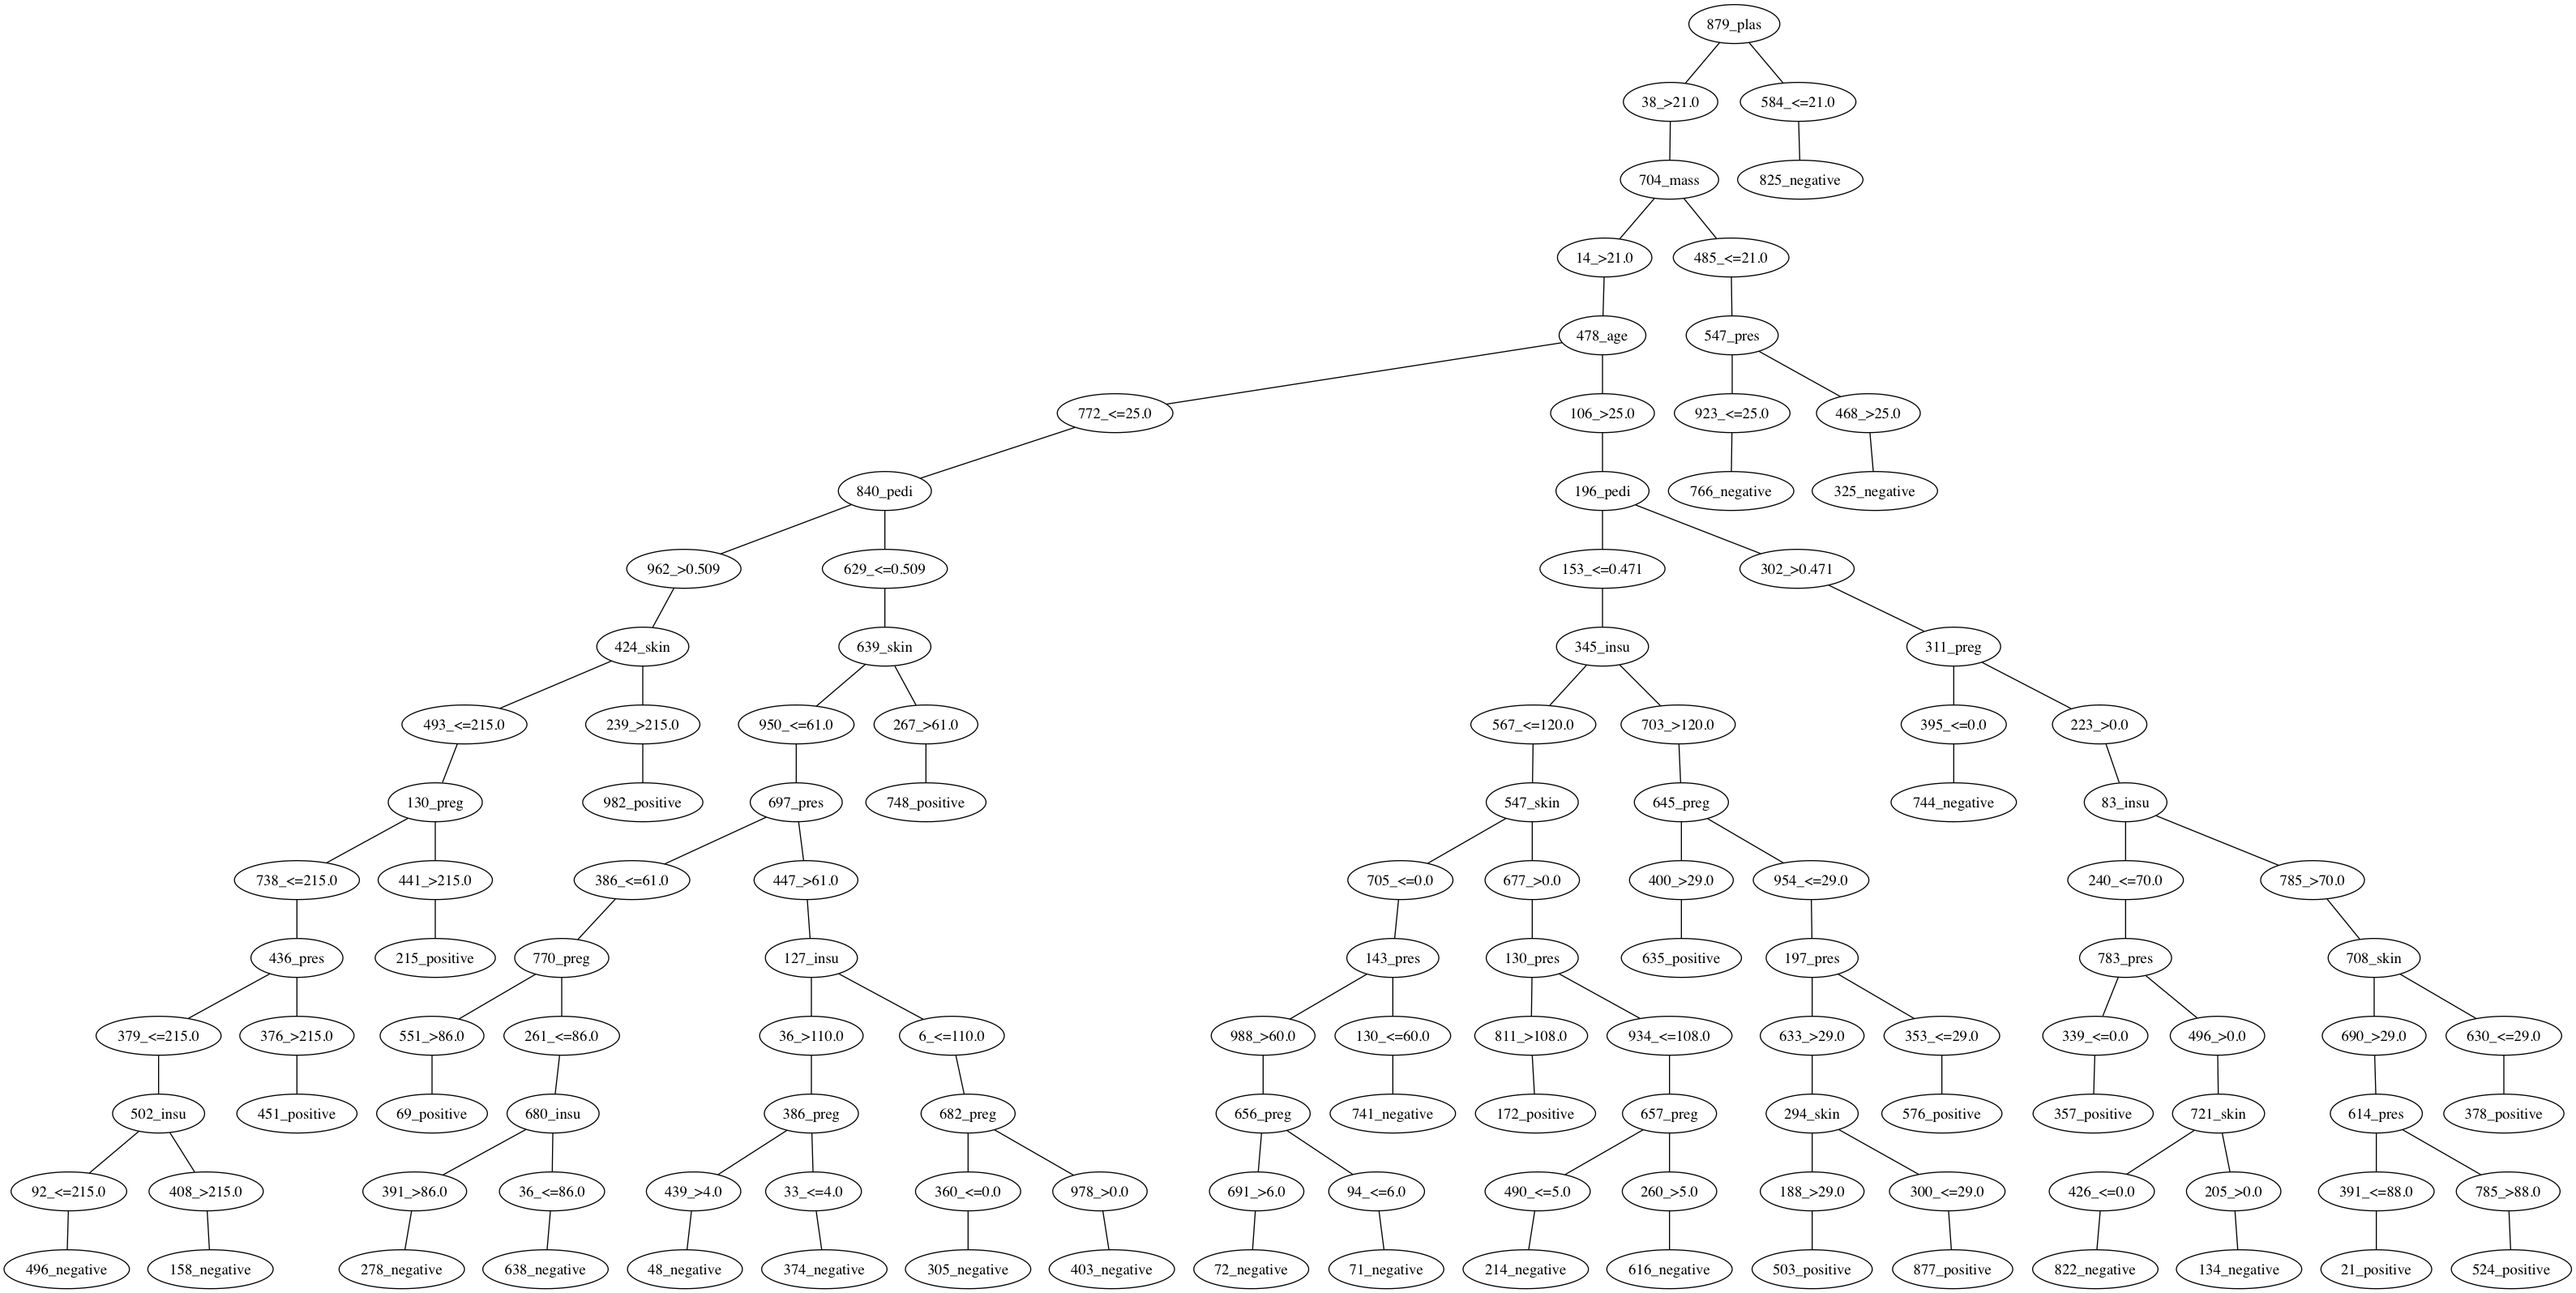 879_plas
38_>21.0 584_<=21.0
704_mass 825_negative
14_>21.0 485_<=21.0
478_age 547_pres
772_<=25.0 106_>25.0 923_<=25.0 468_>25.0
840_pedi 196_pedi 766_negative 325_negative
962_>0.509 629_<=0.509 153_<=0.471 302_>0.471
424_skin 639_skin 345_insu 311_preg
493_<=215.0 239_>215.0 950_<=61.0 267_>61.0 567_<=120.0 703_>120.0 395_<=0.0 223_>0.0
130_preg 982_positive 697_pres 748_positive 547_skin 645_preg 744_negative 83_insu
738_<=215.0 441_>215.0 386_<=61.0 447_>61.0 705_<=0.0 677_>0.0 400_>29.0 954_<=29.0 240_<=70.0 785_>70.0
436_pres 215_positive 770_preg 127_insu 143_pres 130_pres 635_positive 197_pres 783_pres 708_skin
379_<=215.0 376_>215.0 551_>86.0 261_<=86.0 36_>110.0 6_<=110.0 988_>60.0 130_<=60.0 811_>108.0 934_<=108.0 633_>29.0 353_<=29.0 339_<=0.0 496_>0.0 690_>29.0 630_<=29.0
502_insu 451_positive 69_positive 680_insu 386_preg 682_preg 656_preg 741_negative 172_positive 657_preg 294_skin 576_positive 357_positive 721_skin 614_pres 378_positive
92_<=215.0 408_>215.0 391_>86.0 36_<=86.0 439_>4.0 33_<=4.0 360_<=0.0 978_>0.0 691_>6.0 94_<=6.0 490_<=5.0 260_>5.0 188_>29.0 300_<=29.0 426_<=0.0 205_>0.0 391_<=88.0 785_>88.0
496_negative 158_negative 278_negative 638_negative 48_negative 374_negative 305_negative 403_negative 72_negative 71_negative 214_negative 616_negative 503_positive 877_positive 822_negative 134_negative 21_positive 524_positive